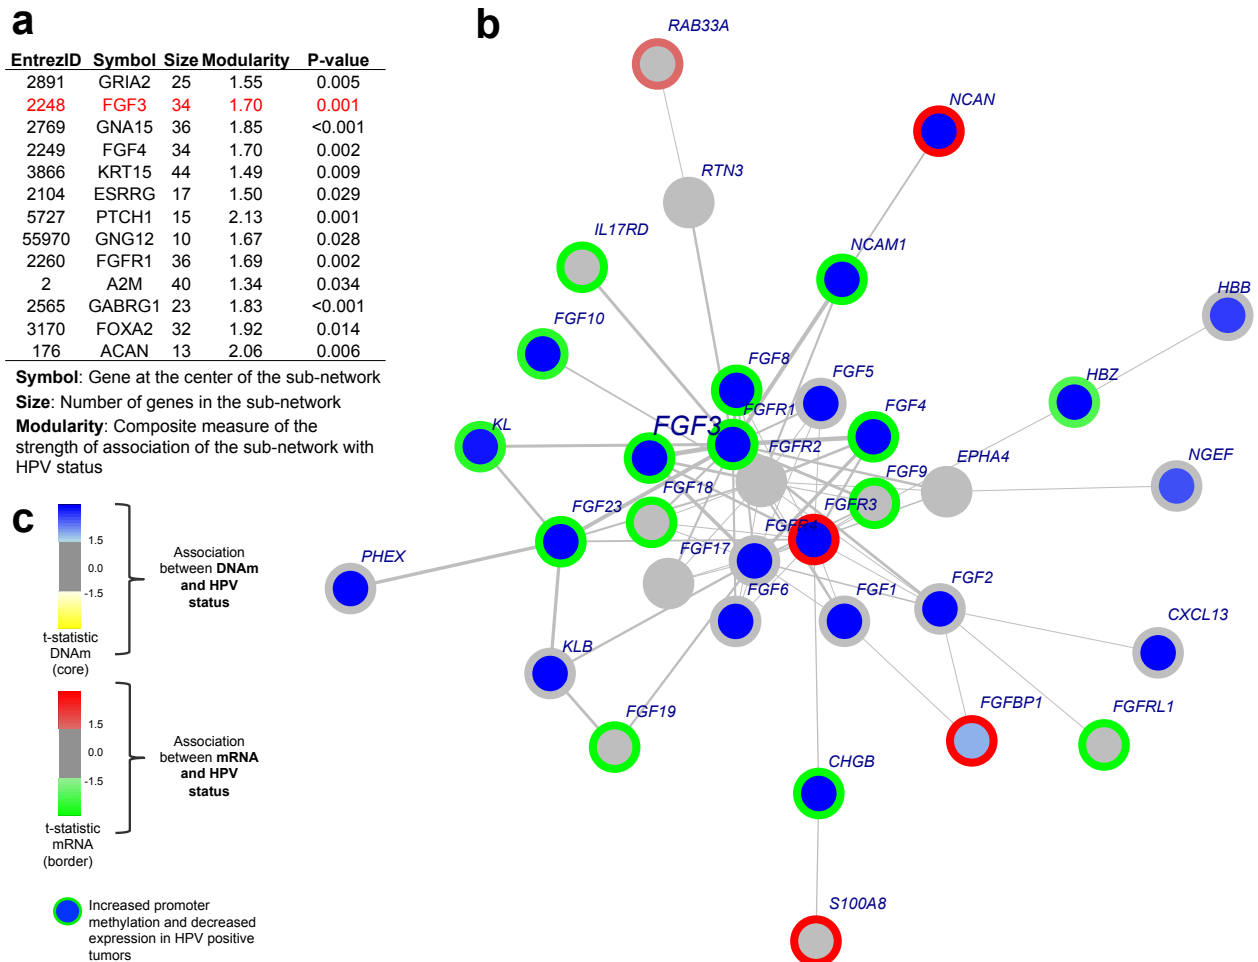 a
EntrezID Symbol Size Modularity P-value
2891 GRIA2 25 1.55 0.005
2248 FGF3 34 1.70 0.001
2769 GNA15 36 1.85 <0.001
2249 FGF4 34 1.70 0.002
3866 KRT15 44 1.49 0.009
2104 ESRRG 17 1.50 0.029
5727 PTCH1 15 2.13 0.001
55970 GNG12 10 1.67 0.028
2260 FGFR1 36 1.69 0.002
2 A2M 40 1.34 0.034
2565 GABRG1 23 1.83 <0.001
3170 FOXA2 32 1.92 0.014
176 ACAN 13 2.06 0.006
Symbol: Gene at the center of the sub-network
Size: Number of genes in the sub-network
Modularity: Composite measure of the
strength of association of the sub-network with
HPV status
b
RAB33A
NCAN
RTN3
IL17RD
NCAM1
HBB
FGF10
FGF8
FGF5
HBZ
FGF4
FGFR1
FGF3
KL
FGFR2
EPHA4
NGEF
FGF9
FGF18
FGFR3
FGF23
FGFR4
PHEX
FGF17
FGF6
FGF1
FGF2
CXCL13
KLB
FGF19
FGFBP1
FGFRL1
CHGB
S100A8
c
1.5
0.0
-1.5
t-statistic
DNAm
(core)
Association
between DNAm
and HPV
status
1.5
0.0
-1.5
t-statistic
mRNA
(border)
Association
between mRNA
and HPV
status
Increased promoter
methylation and decreased
expression in HPV positive
tumors